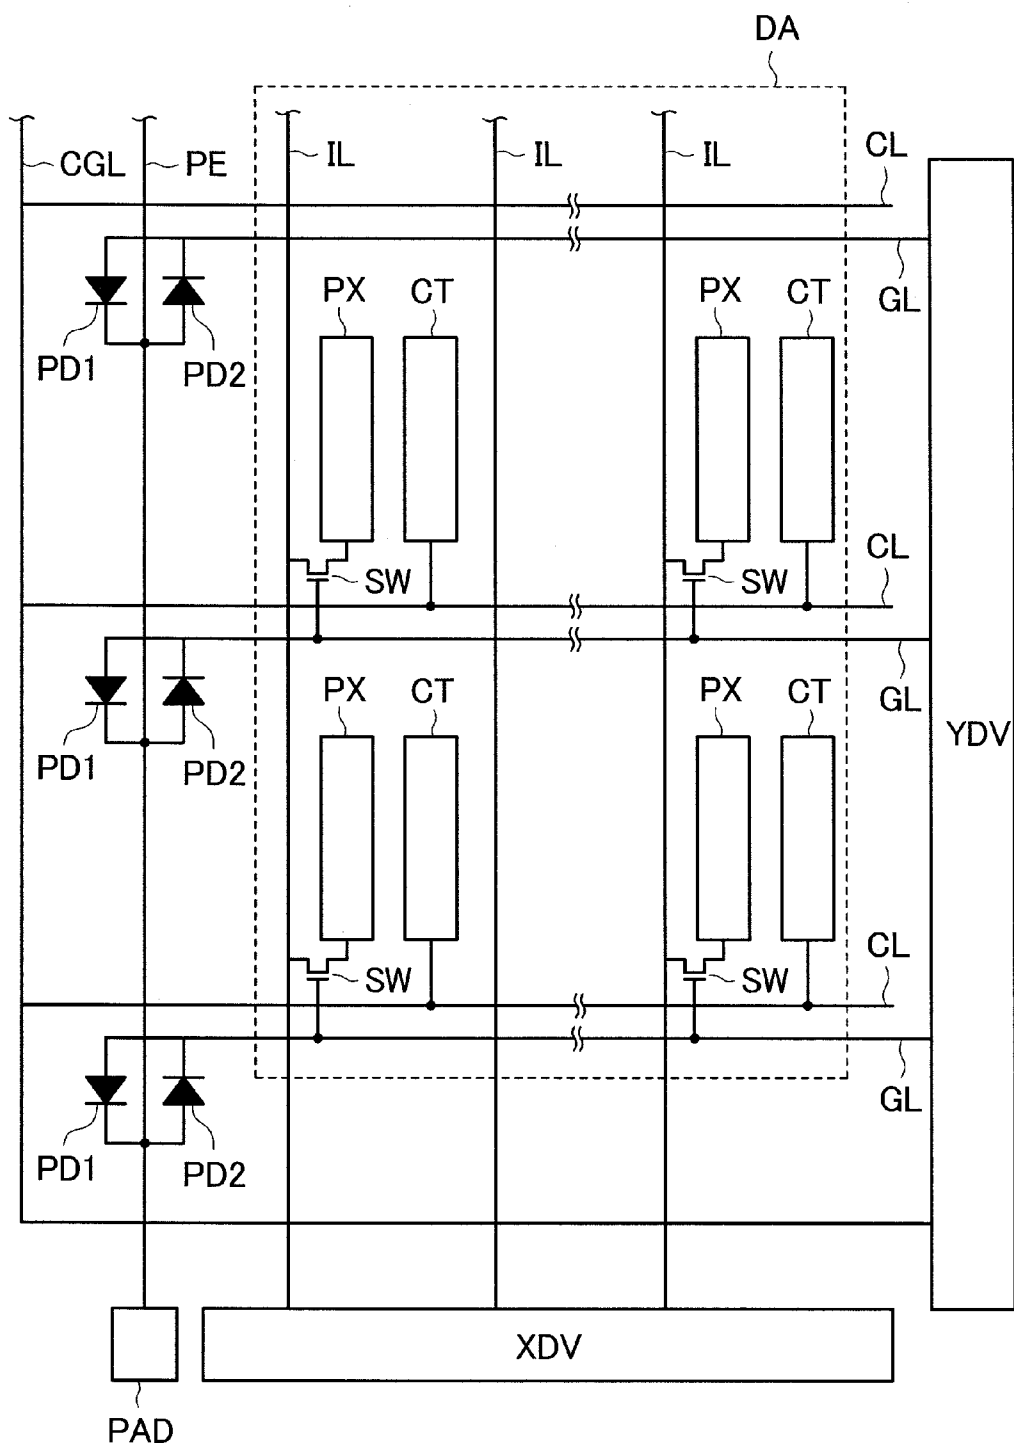 DA
CGL PE IL IL IL CL
GL
PX CT PX CT
PD1 PD2
CL
SW SW
GL
PX CT PX CT
YDV
PD1 PD2
CL
SW SW
GL
PD1 PD2
XDV
PAD